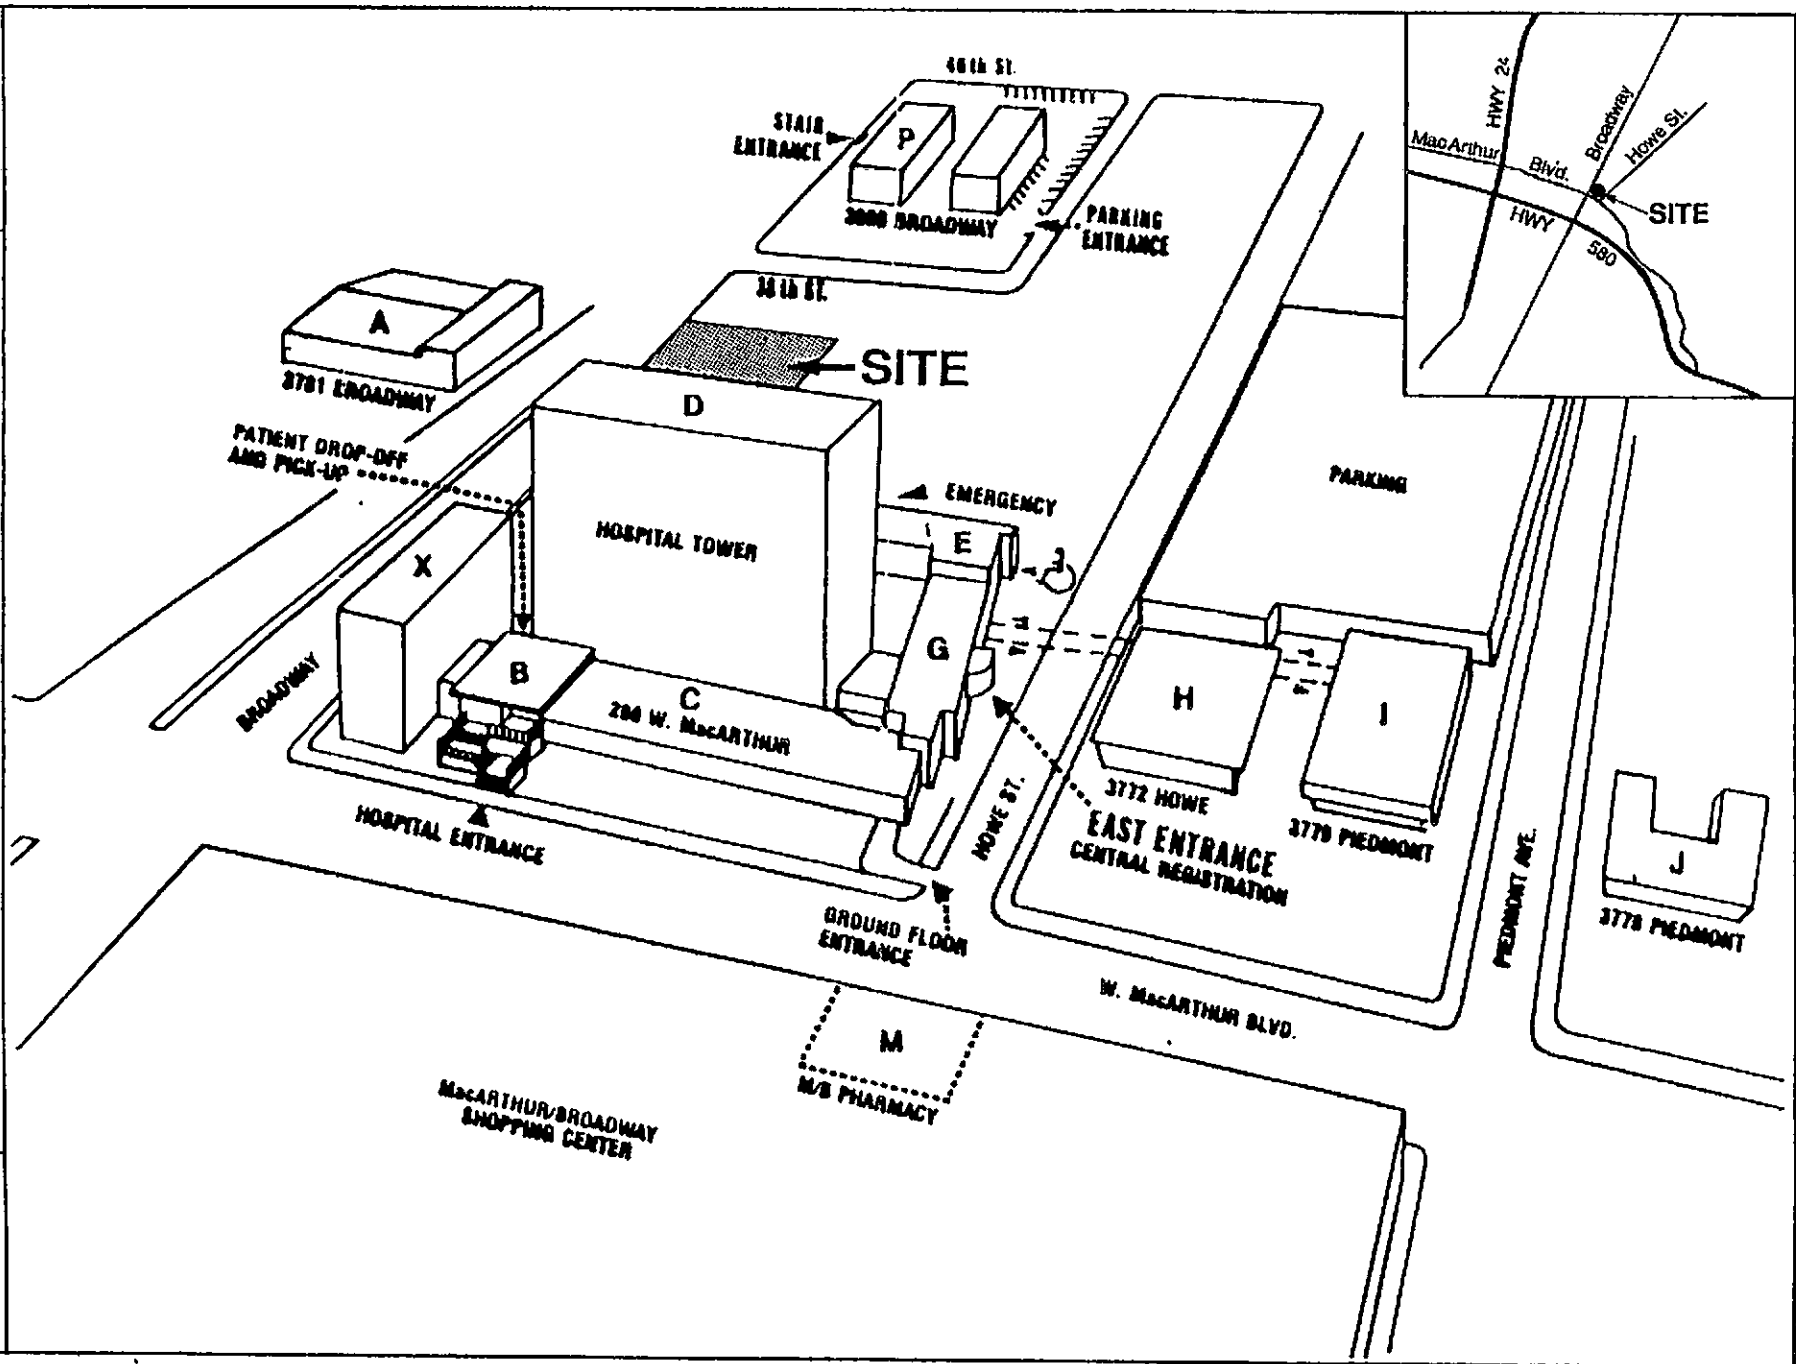 46th St.
STAIR
ENTRANCE
P
BROADWAY
PARKING
ENTRANCE
HWY 24
Broadway
Howe St.
MacArthur Blvd.
SITE
HWY 580
38th ST.
A
3781 BROADWAY
SITE
D
PATIENT DROP-OFF
AND PICK-UP
PARKING
EMERGENCY
HOSPITAL TOWER
E
X
G
B
C
H
I
BROADWAY
W. MacARTHUR
3772 HOWE
HOWE ST.
EAST ENTRANCE
CENTRAL REGISTRATION
3779 PIEDMONT
HOSPITAL ENTRANCE
PIEDMONT AVE.
J
3778 PIEDMONT
GROUND FLOOR
ENTRANCE
W. MacARTHUR BLVD.
M
M/B PHARMACY
MacARTHUR/BROADWAY
SHOPPING CENTER